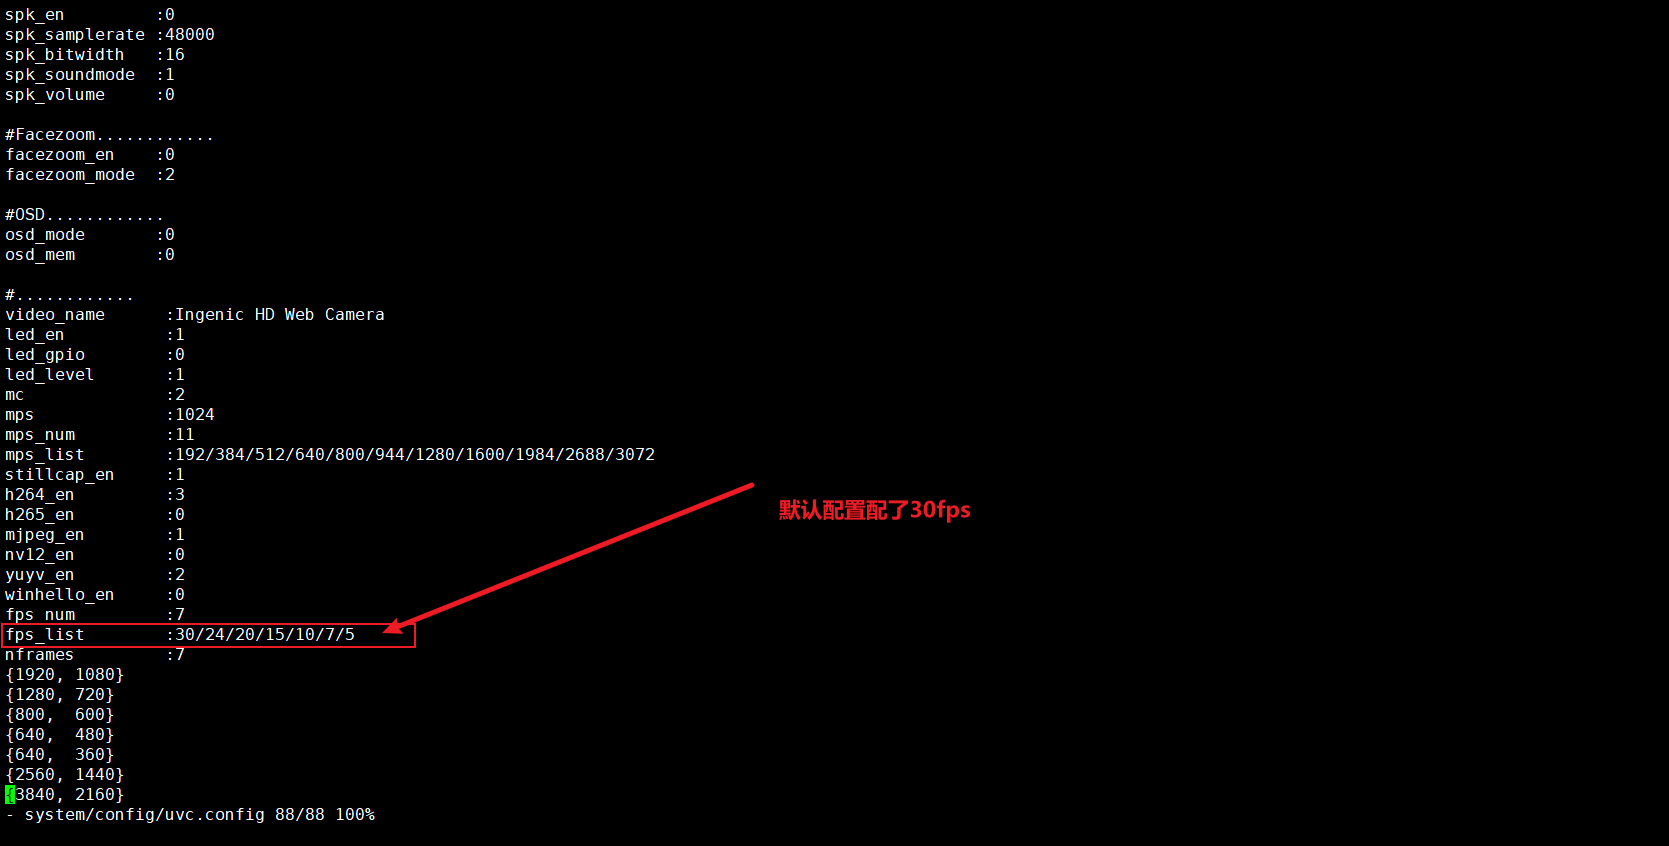 spk_en         :0
spk_samplerate :48000
spk_bitwidth   :16
spk_soundmode  :1
spk_volume     :0
#Facezoom............
facezoom_en    :0
facezoom_mode  :2
#OSD............
osd_mode       :0
osd_mem        :0
#............
video_name      :Ingenic HD Web Camera
led_en          :1
led_gpio        :0
led_level       :1
mc              :2
mps             :1024
mps_num         :11
mps_list        :192/384/512/640/800/944/1280/1600/1984/2688/3072
stillcap_en     :1
h264_en         :3
默认配置配了30fps
h265_en         :0
mjpeg_en        :1
nv12_en         :0
yuyv_en         :2
winhello_en     :0
fps_num         :7
fps_list        :30/24/20/15/10/7/5
nframes         :7
{1920, 1080}
{1280, 720}
{800,  600}
{640,  480}
{640,  360}
{2560, 1440}
{3840, 2160}
- system/config/uvc.config 88/88 100%